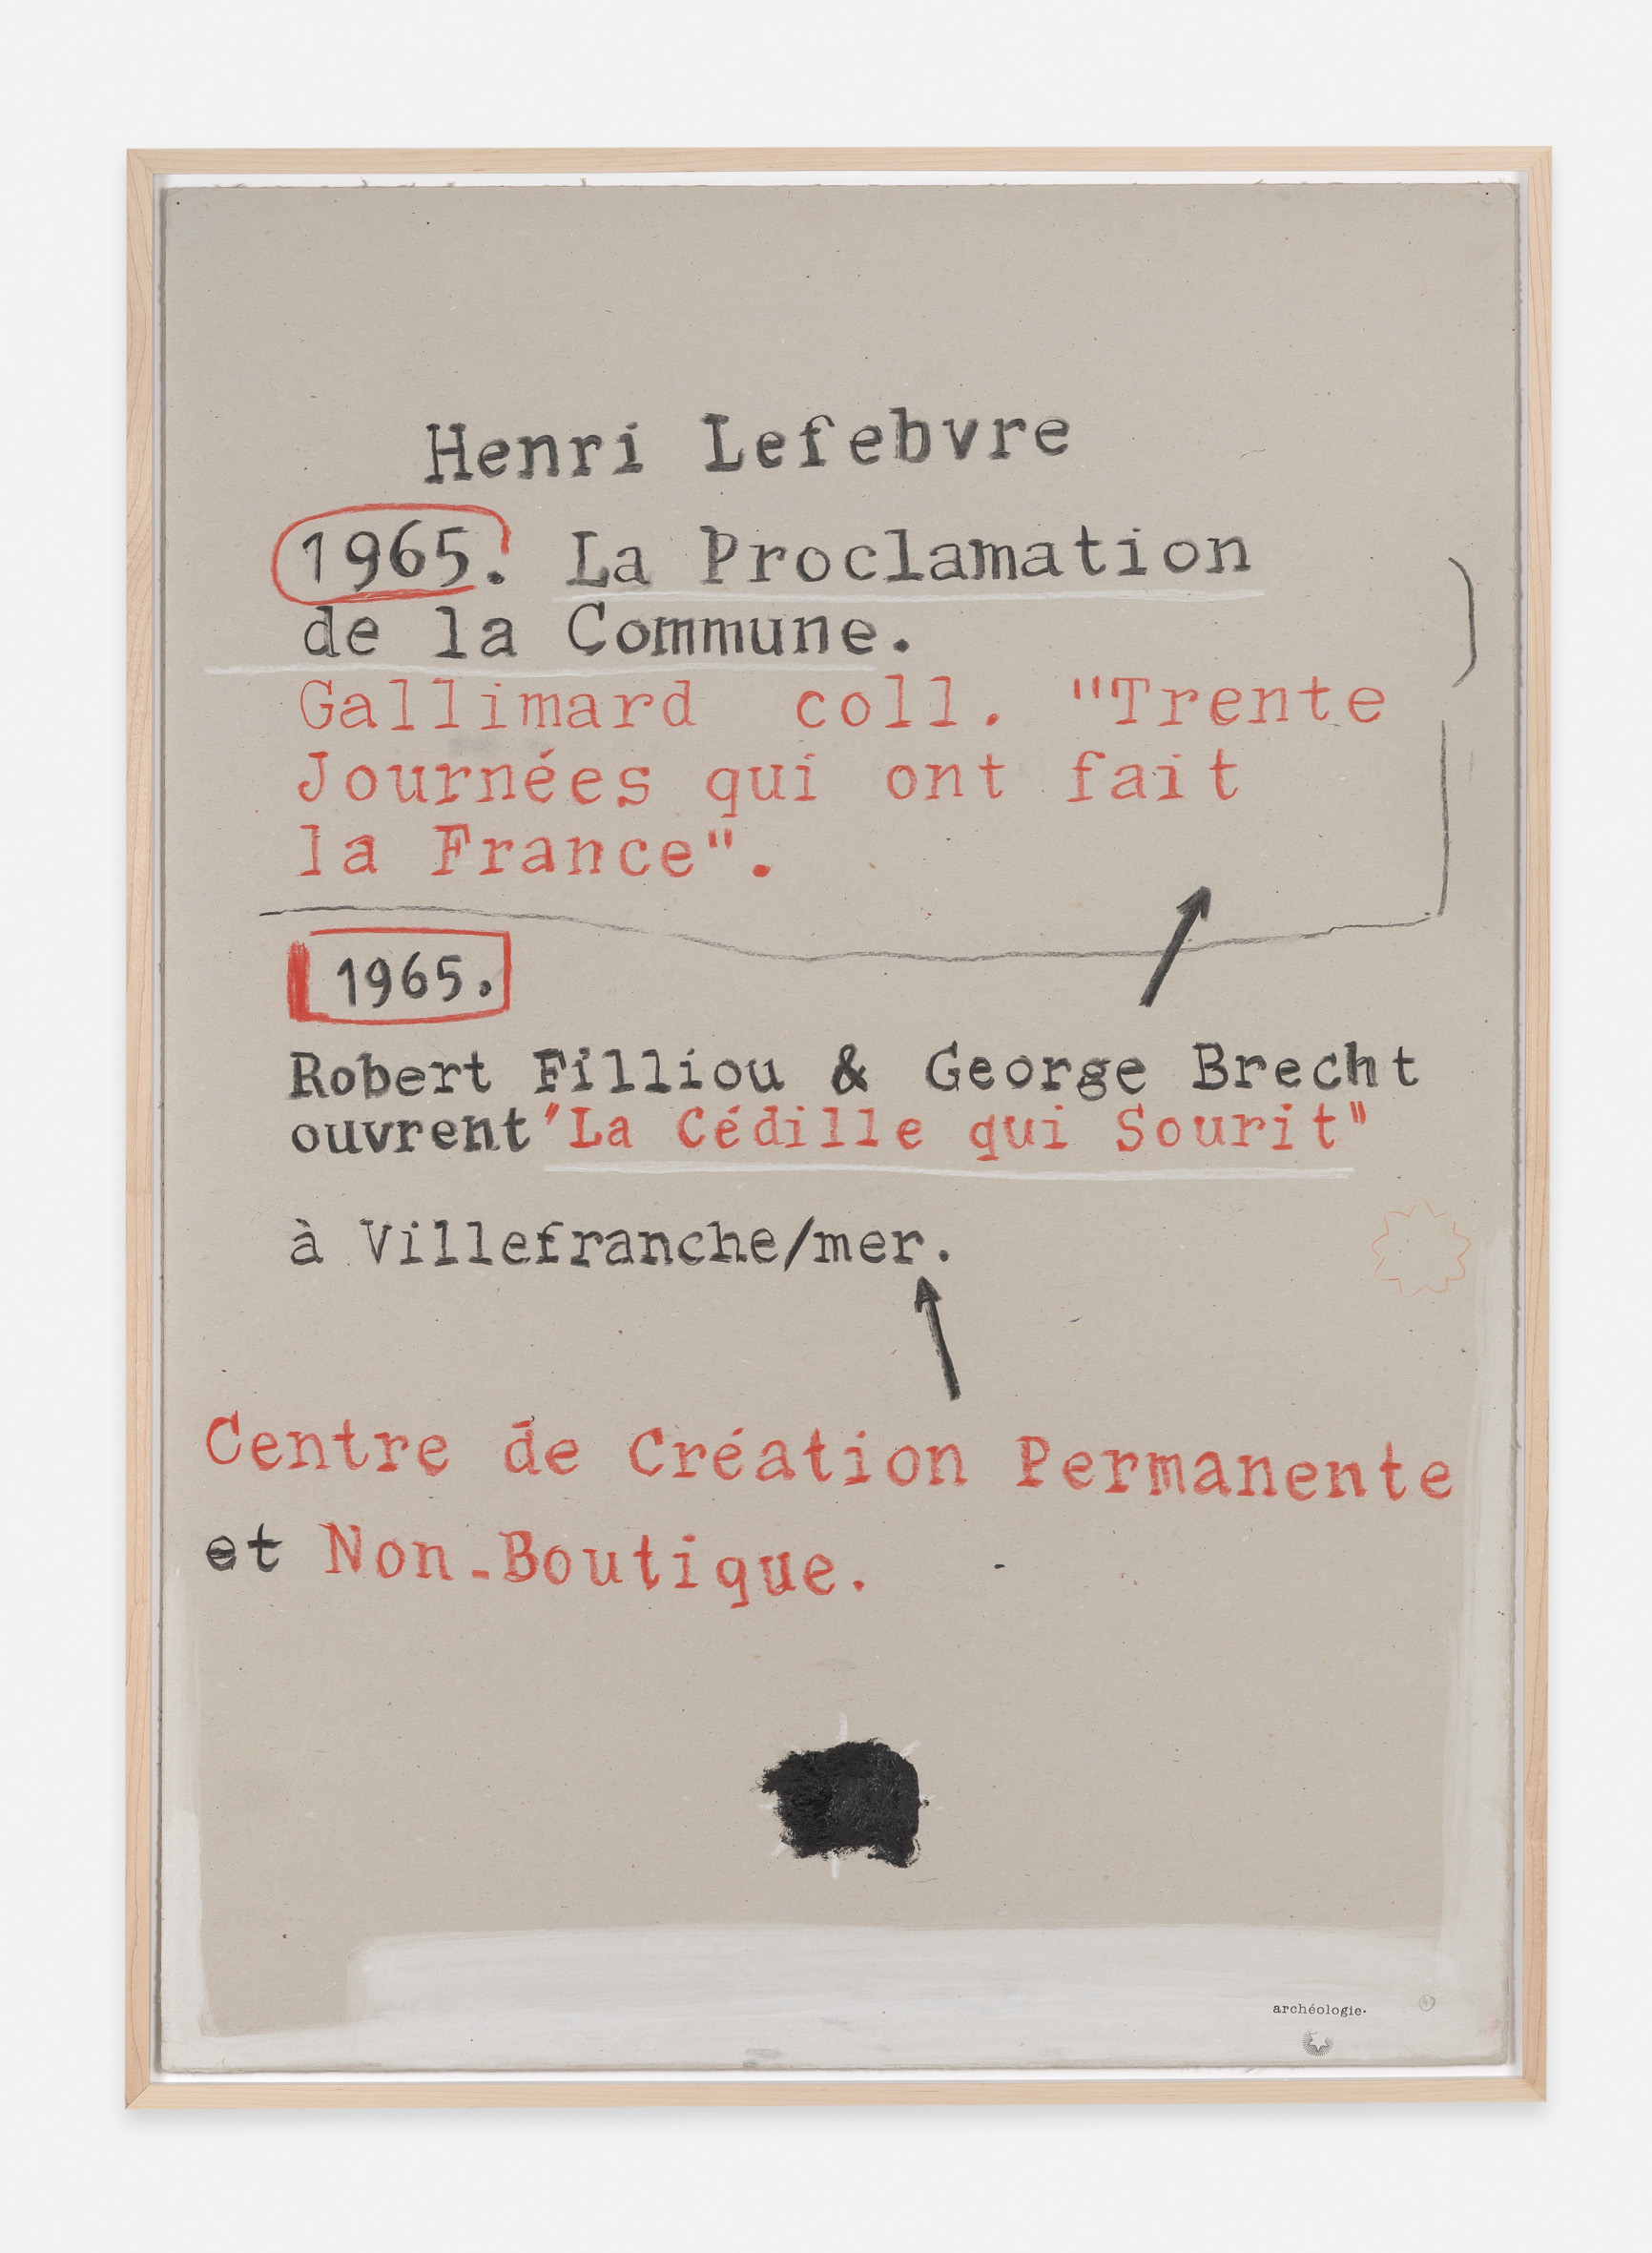 Henri Lefebvre
1965. La Proclamation
de la Commune.
Gallimard coll. "Trente
Journées qui ont fait
la France".
1965.
Robert Filliou & George Brecht
ouvrent "La Cédille qui Sourit"
à Villefranche/mer.
Centre de Création Permanente
et Non-Boutique.
archéologie.